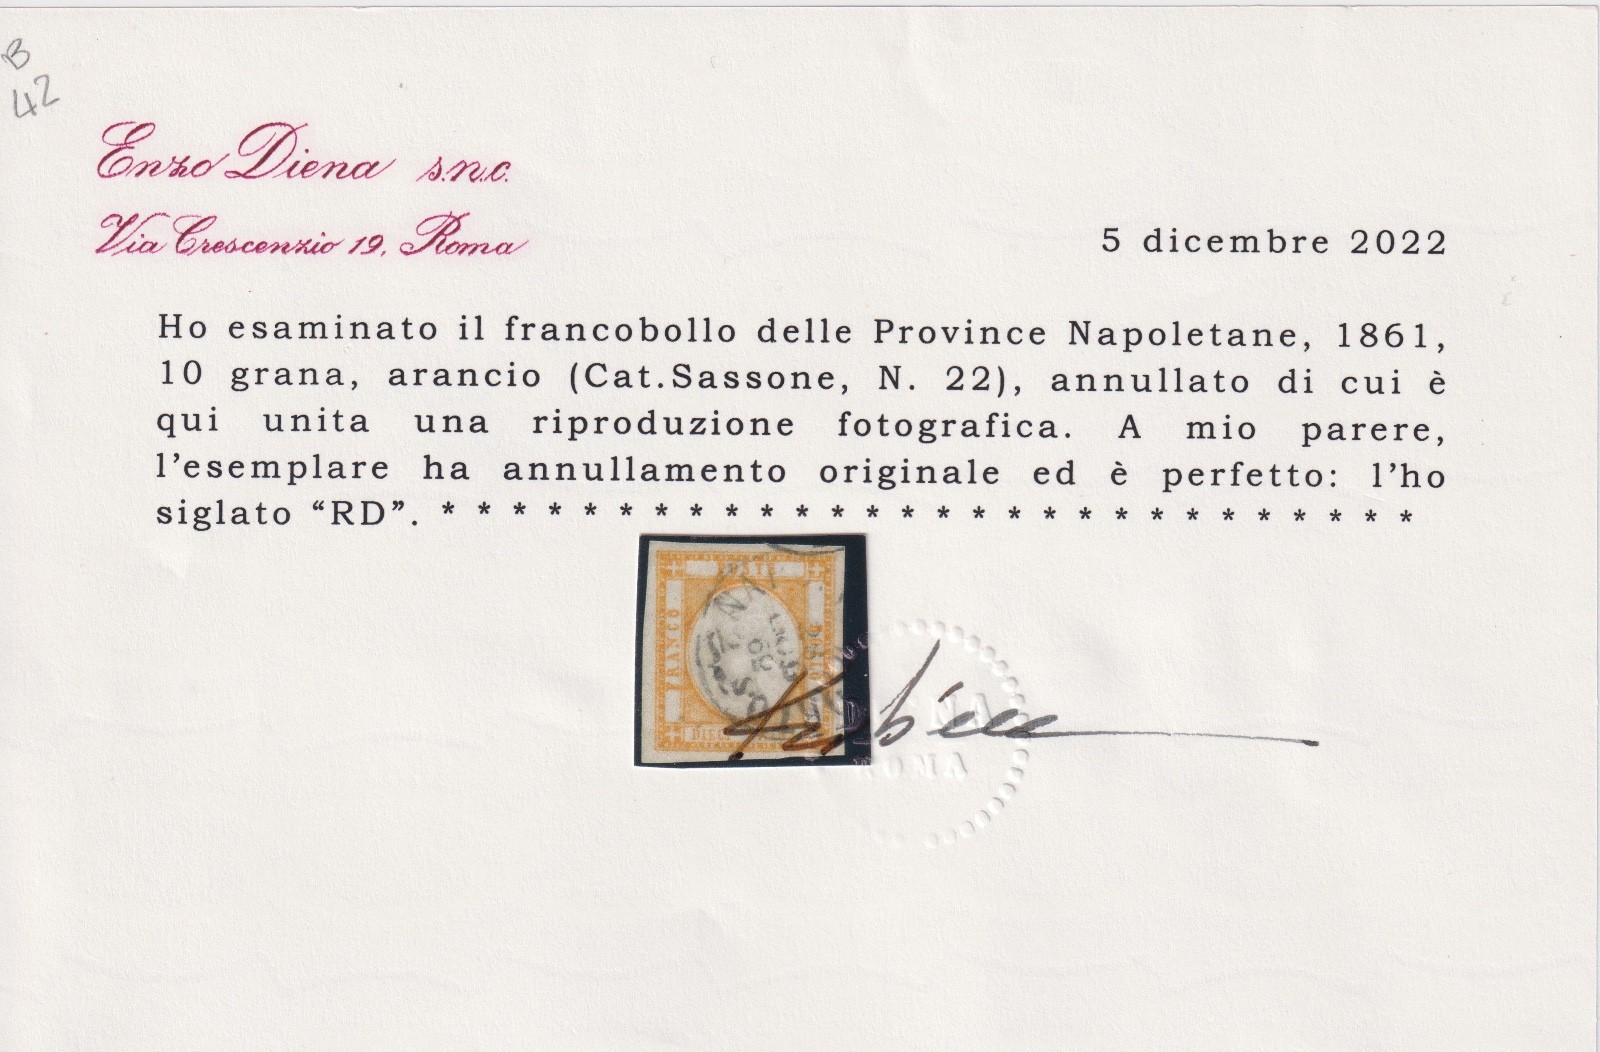 B
42
Enzo Diena s.n.c.
Via Crescenzio 19, Roma
5 dicembre 2022
Ho esaminato il francobollo delle Province Napoletane, 1861,
10 grana, arancio (Cat.Sassone, N. 22), annullato di cui è
qui unita una riproduzione fotografica. A mio parere,
l’esemplare ha annullamento originale ed è perfetto: l’ho
siglato “RD”. * * * * * * * * * * * * * * * * * * * * * * * * * * * *
FRANCO